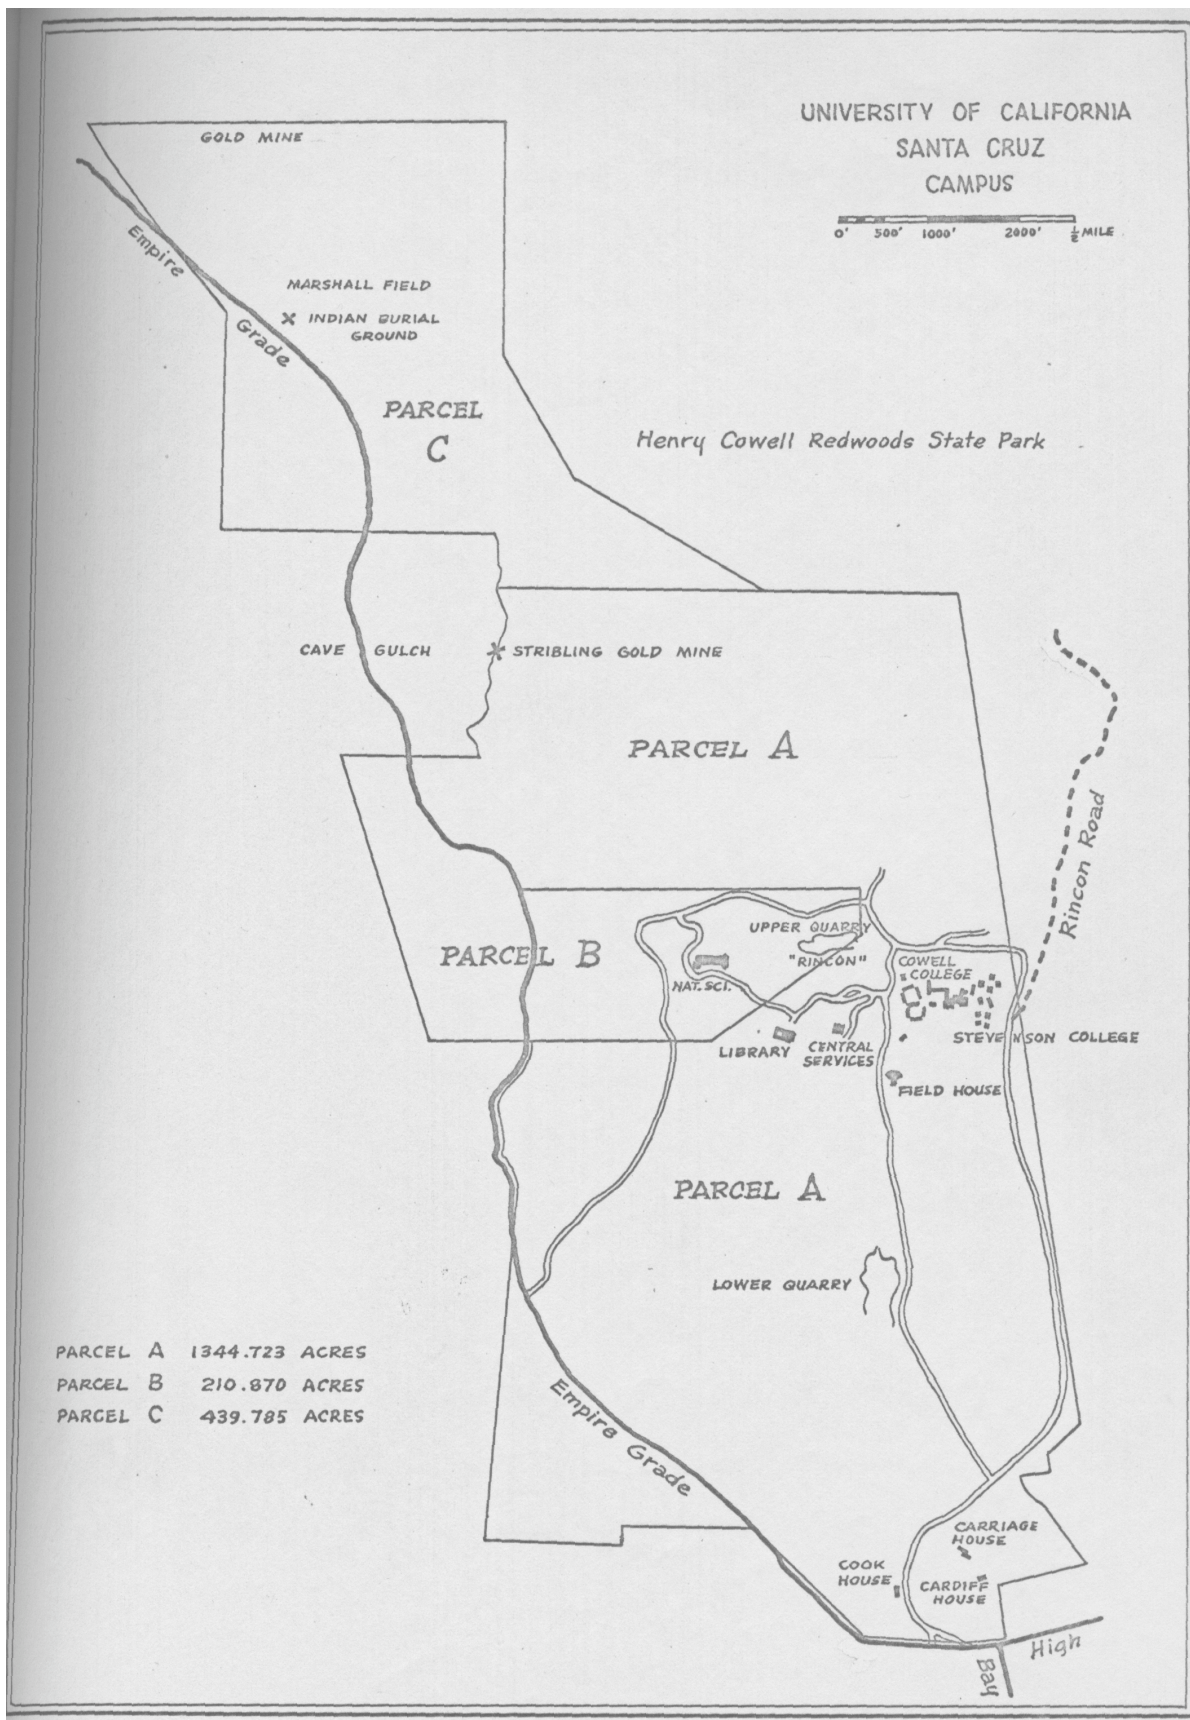 UNIVERSITY OF CALIFORNIA
SANTA CRUZ
CAMPUS
0' 500' 1000' 2000' ½ MILE
GOLD MINE
Empire
Grade
MARSHALL FIELD
INDIAN BURIAL
GROUND
PARCEL
C
Henry Cowell Redwoods State Park
CAVE GULCH
STRIBLING GOLD MINE
PARCEL A
Rincon Road
UPPER QUARRY
"RINCON"
PARCEL B
NAT. SCI.
COWELL
COLLEGE
STEVENSON COLLEGE
LIBRARY
CENTRAL
SERVICES
FIELD HOUSE
PARCEL A
LOWER QUARRY
PARCEL A 1344.723 ACRES
PARCEL B 210.870 ACRES
PARCEL C 439.785 ACRES
Empire Grade
CARRIAGE
HOUSE
COOK
HOUSE
CARDIFF
HOUSE
High
Bay